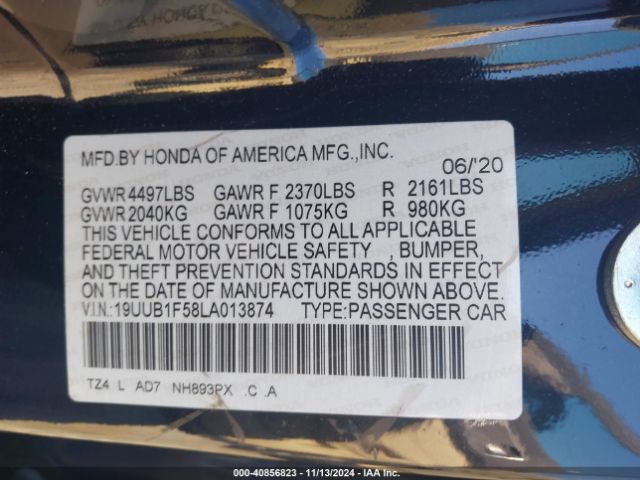 MFD.BY HONDA OF AMERICA MFG.,INC.
06/'20
GVWR 4497LBS GAWR F 2370LBS R 2161LBS
GVWR 2040KG GAWR F 1075KG R 980KG
THIS VEHICLE CONFORMS TO ALL APPLICABLE
FEDERAL MOTOR VEHICLE SAFETY , BUMPER,
AND THEFT PREVENTION STANDARDS IN EFFECT
ON THE DATE OF MANUFACTURE SHOWN ABOVE.
V.I.N.:19UUB1F58LA013874 TYPE:PASSENGER CAR
TZ4 L AD7 NH893PX .C .A
000-40856823 - 11/13/2024 - IAA Inc.